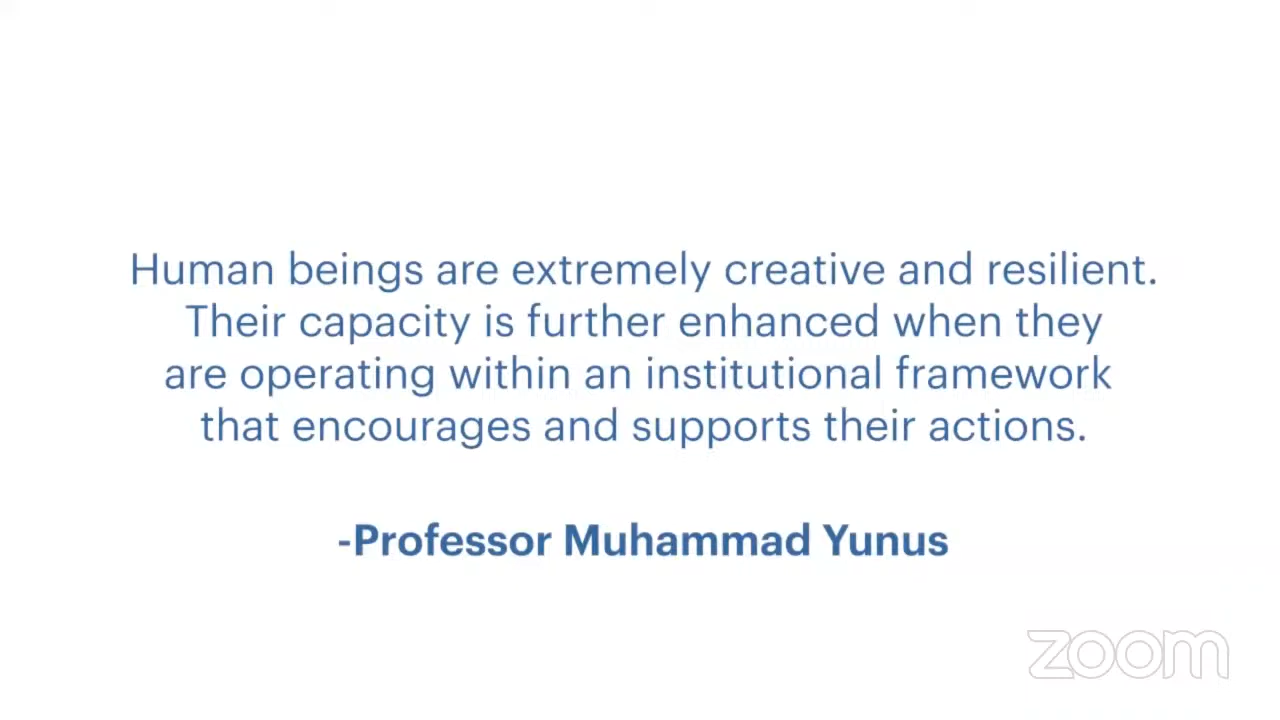 Human beings are extremely creative and resilient.
Their capacity is further enhanced when they
are operating within an institutional framework
that encourages and supports their actions.
-Professor Muhammad Yunus
zoom